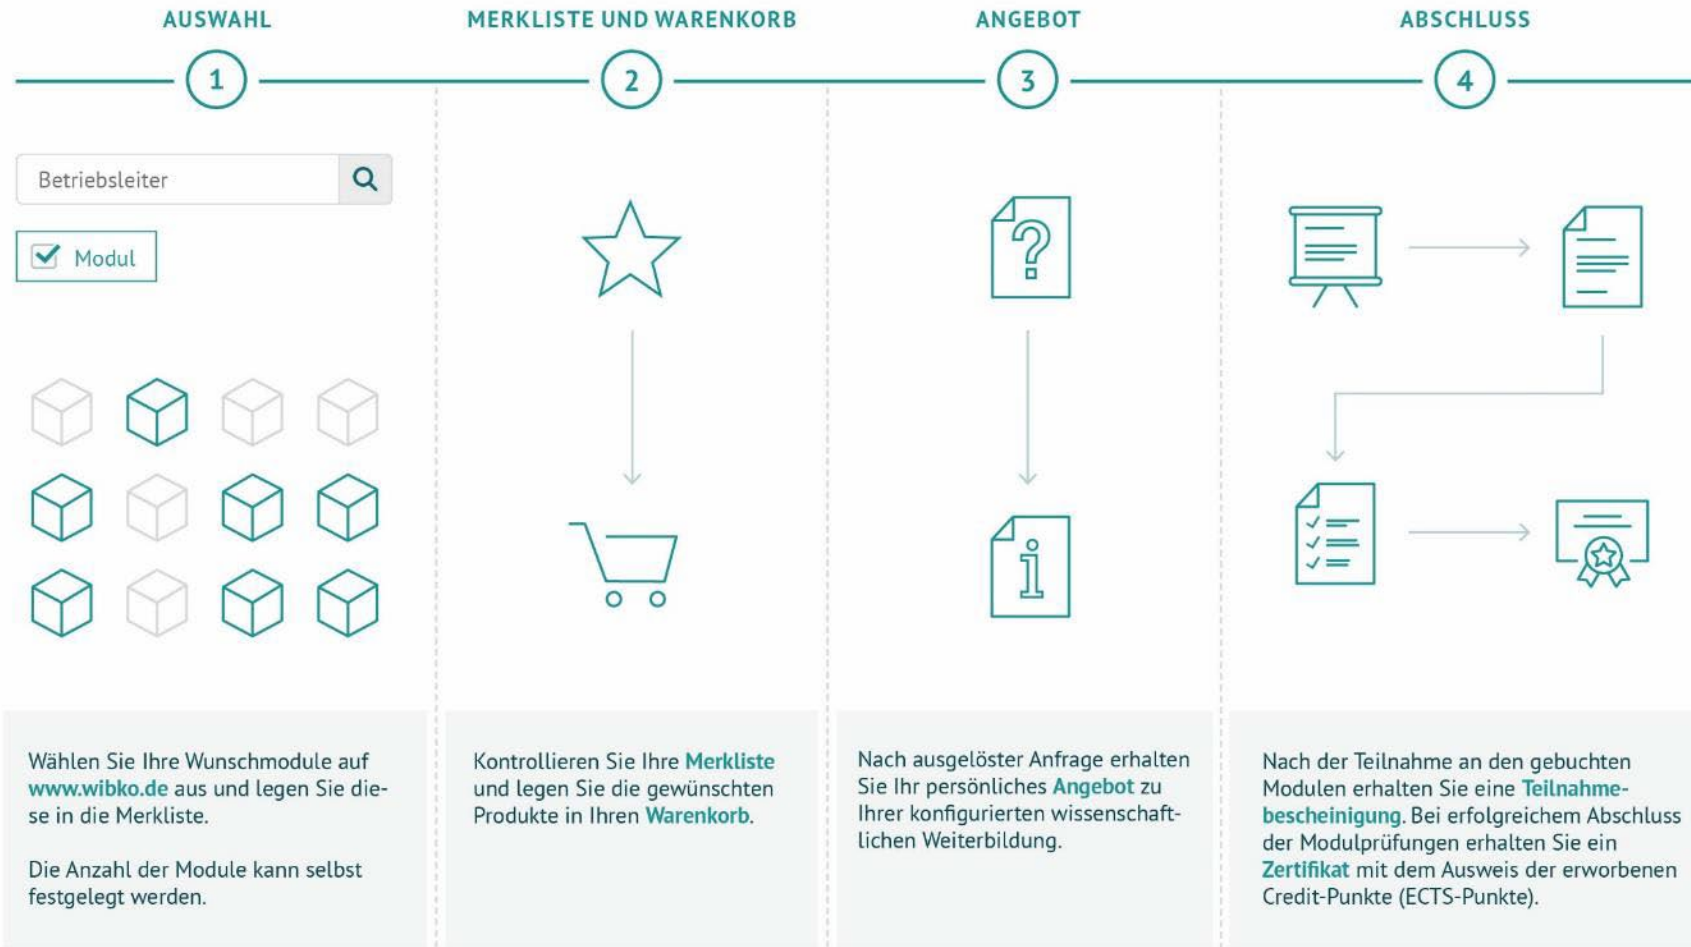 AUSWAHL
MERKLISTE UND WARENKORB
ANGEBOT
ABSCHLUSS
1
2
3
4
Betriebsleiter
Modul
Wählen Sie Ihre Wunschmodule auf
www.wibko.de aus und legen Sie die-
se in die Merkliste.
Die Anzahl der Module kann selbst
festgelegt werden.
Kontrollieren Sie Ihre Merkliste
und legen Sie die gewünschten
Produkte in Ihren Warenkorb.
Nach ausgelöster Anfrage erhalten
Sie Ihr persönliches Angebot zu
Ihrer konfigurierten wissenschaft-
lichen Weiterbildung.
Nach der Teilnahme an den gebuchten
Modulen erhalten Sie eine Teilnahme-
bescheinigung. Bei erfolgreichem Abschluss
der Modulprüfungen erhalten Sie ein
Zertifikat mit dem Ausweis der erworbenen
Credit-Punkte (ECTS-Punkte).